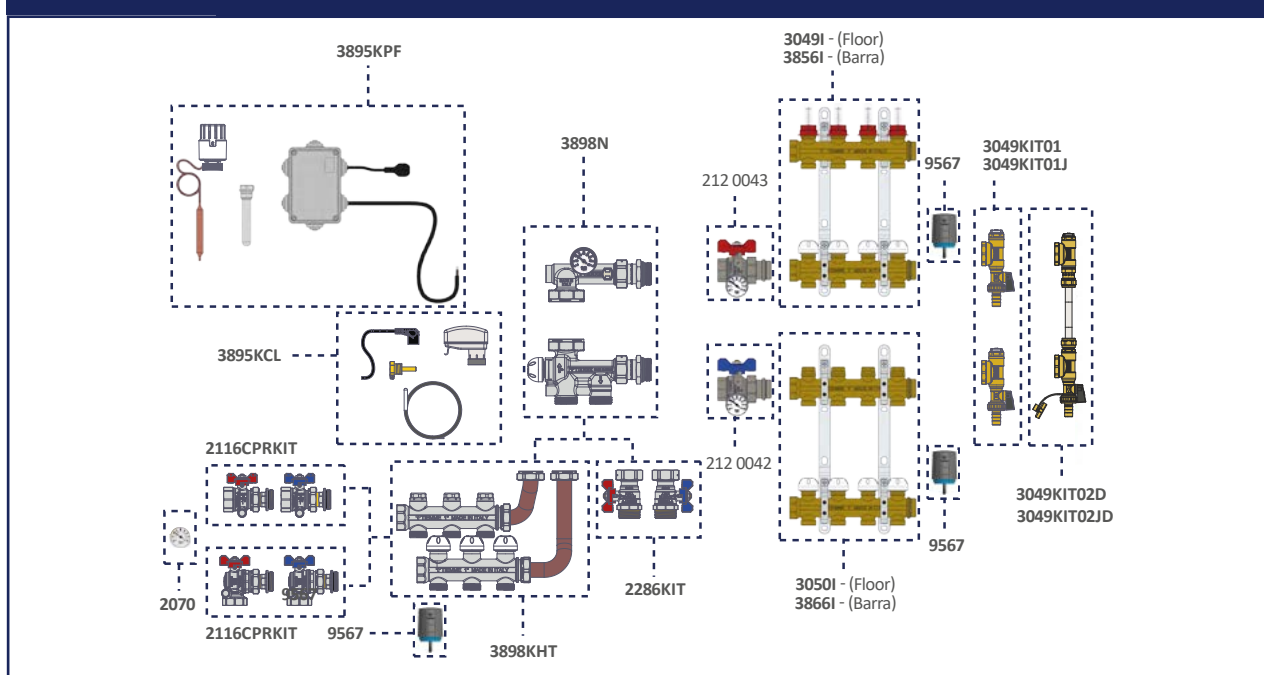 3895KPF
3049I - (Floor)
3856I - (Barra)
3898N
3049KIT01
3049KIT01J
9567
212 0043
3895KCL
212 0042
2116CPRKIT
3049KIT02D
3049KIT02JD
9567
2070
2286KIT
3050I - (Floor)
3866I - (Barra)
2116CPRKIT
9567
3898KHT